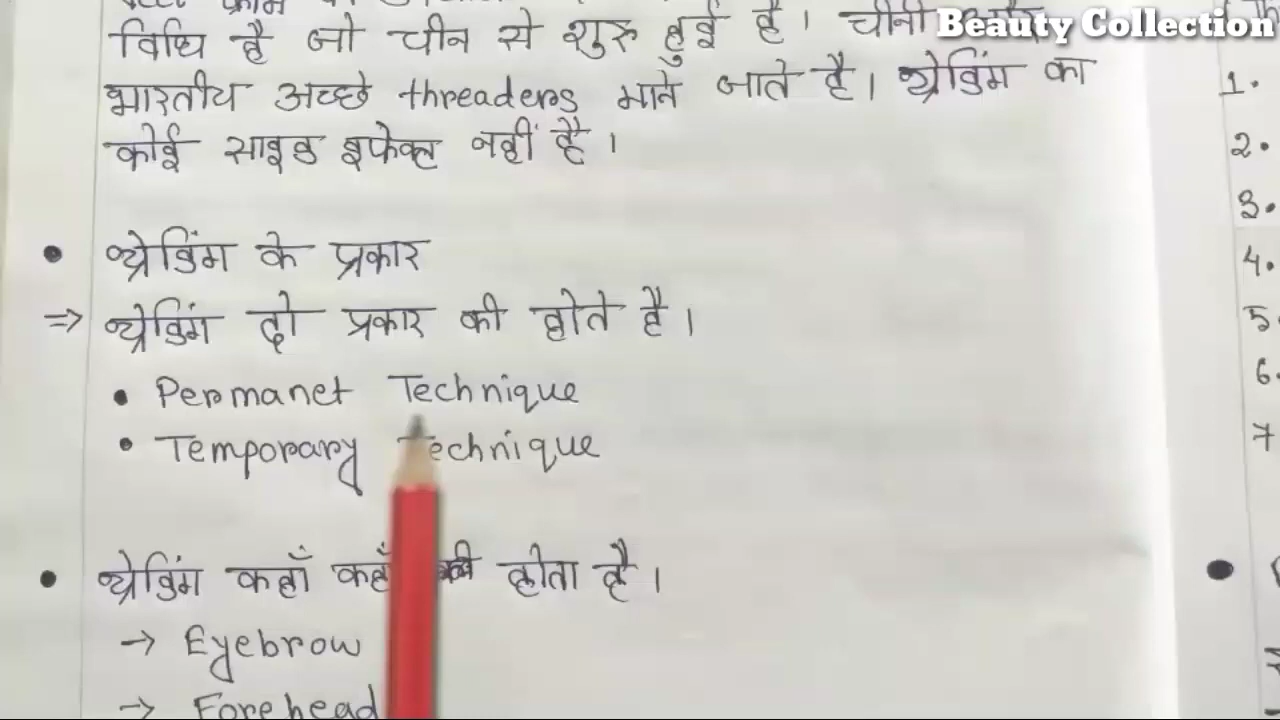 विधि है जो चीन से शुरु हुई है। चीनी
Beauty Collection
भारतीय अच्छे threaders माने जाते है। थ्रेडिंग का
कोई साइड इफेक्ट नहीं है।
• थ्रेडिंग के प्रकार
⇒ थ्रेडिंग दो प्रकार की होते है।
• Permanet Technique
• Temporary Technique
• थ्रेडिंग कहाँ कहाँ होता है।
→ Eyebrow
→ Forehead
1.
2.
3.
4.
5.
6.
7